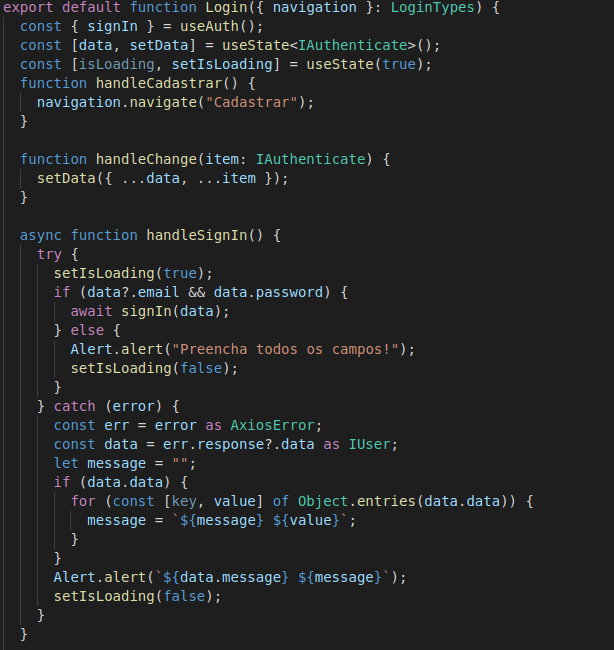 export default function Login({ navigation }: LoginTypes) {
  const { signIn } = useAuth();
  const [data, setData] = useState<IAuthenticate>();
  const [isLoading, setIsLoading] = useState(true);
  function handleCadastrar() {
    navigation.navigate("Cadastrar");
  }

  function handleChange(item: IAuthenticate) {
    setData({ ...data, ...item });
  }

  async function handleSignIn() {
    try {
      setIsLoading(true);
      if (data?.email && data.password) {
        await signIn(data);
      } else {
        Alert.alert("Preencha todos os campos!");
        setIsLoading(false);
      }
    } catch (error) {
      const err = error as AxiosError;
      const data = err.response?.data as IUser;
      let message = "";
      if (data.data) {
        for (const [key, value] of Object.entries(data.data)) {
          message = `${message} ${value}`;
        }
      }
      Alert.alert(`${data.message} ${message}`);
      setIsLoading(false);
    }
  }